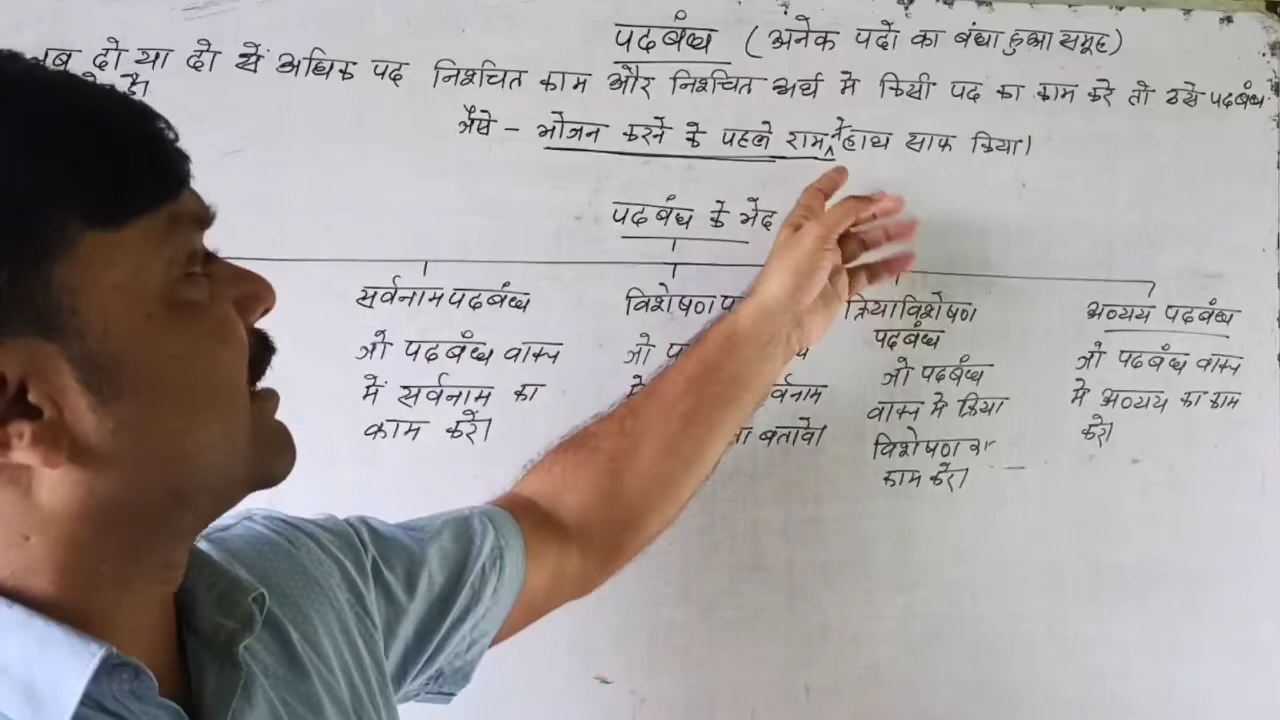 पदबंध (अनेक पदो का बंधा हुआ समूह)
दो या दो सें अधिक पद निश्चित काम और निश्चित अर्थ मे किसी पद का काम करे तो उसे पदबंध
है।
जैसे - भोजन करने के पहले राम ने हाथ साफ किया।
पदबंध के भेद
सर्वनाम पदबंध
जो पदबंध वाक्य
में सर्वनाम का
काम करें।
विशेषण
जो
बतावे।
क्रियाविशेषण
पदबंध
जो पदबंध
वाक्य मे क्रिया
विशेषण का
काम करें।
अव्यय पदबंध
जो पदबंध वाक्य
मे अव्यय का काम
करे।